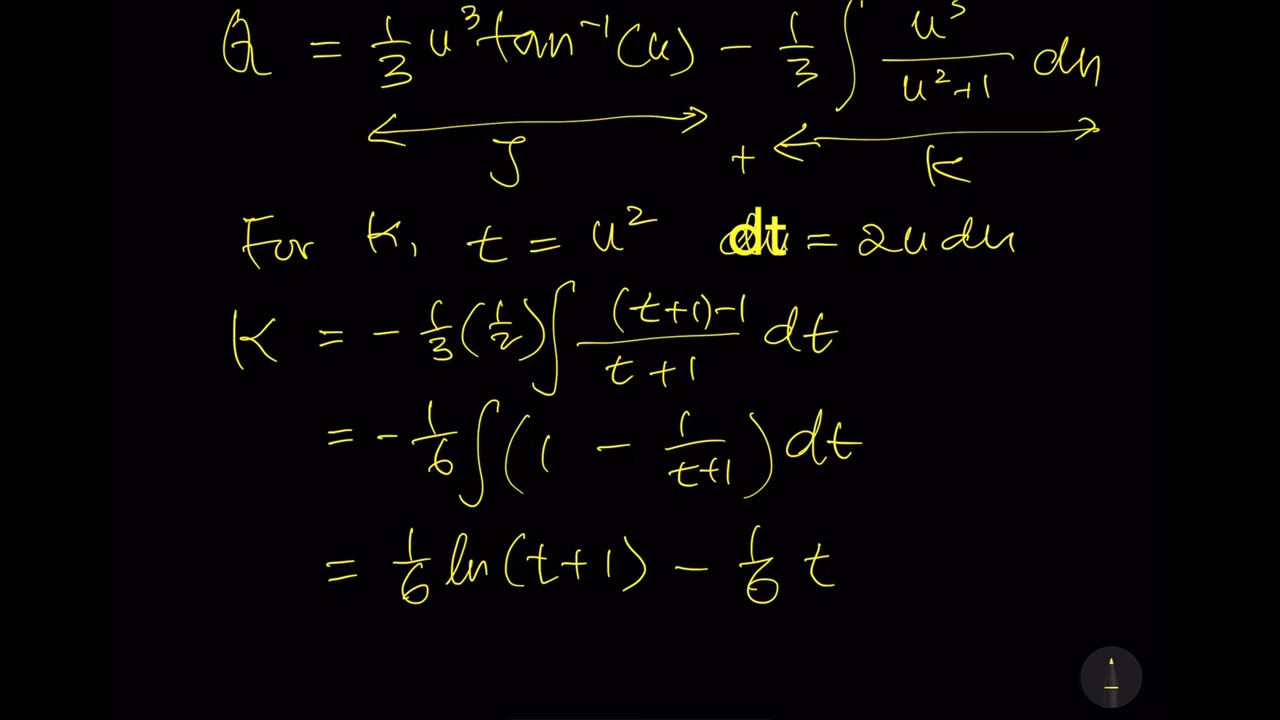 Q = 1/3 u³ tan⁻¹(u) − 1/3 ∫ u³/(u²+1) du
J + K
For K, t = u² dt = 2u du
K = − 1/3 (1/2) ∫ ((t+1)−1)/(t+1) dt
= − 1/6 ∫ (1 − 1/(t+1)) dt
= 1/6 ln(t+1) − 1/6 t